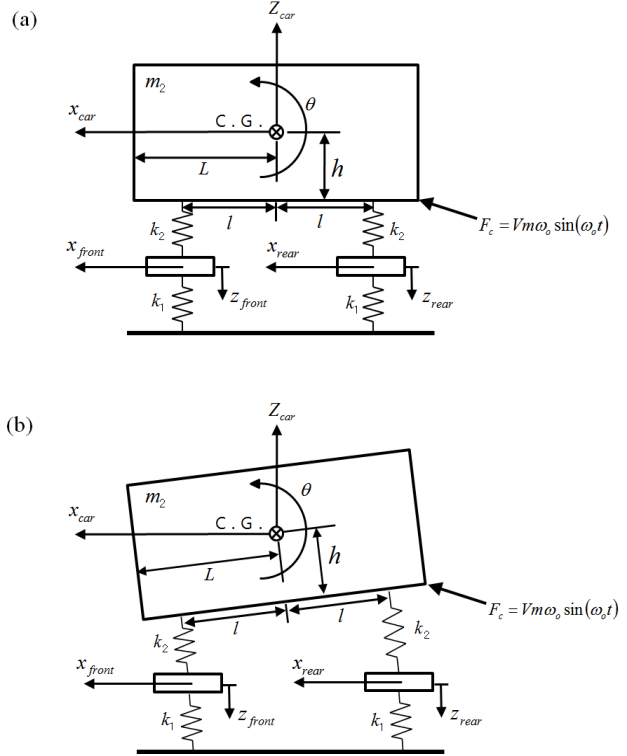 (a)
Z_car
m_2
θ
x_car
C . G .
L
h
l
l
F_c = Vmω_o sin(ω_o t)
k_2
k_2
x_front
x_rear
k_1
z_front
k_1
z_rear
(b)
Z_car
m_2
θ
x_car
C . G .
L
h
l
l
F_c = Vmω_o sin(ω_o t)
k_2
k_2
x_front
x_rear
k_1
z_front
k_1
z_rear